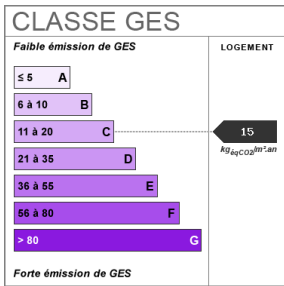 CLASSE GES
Faible émission de GES
LOGEMENT
≤ 5 A
6 à 10 B
11 à 20 C
15
kgéqCO2/m².an
21 à 35 D
36 à 55 E
56 à 80 F
> 80 G
Forte émission de GES